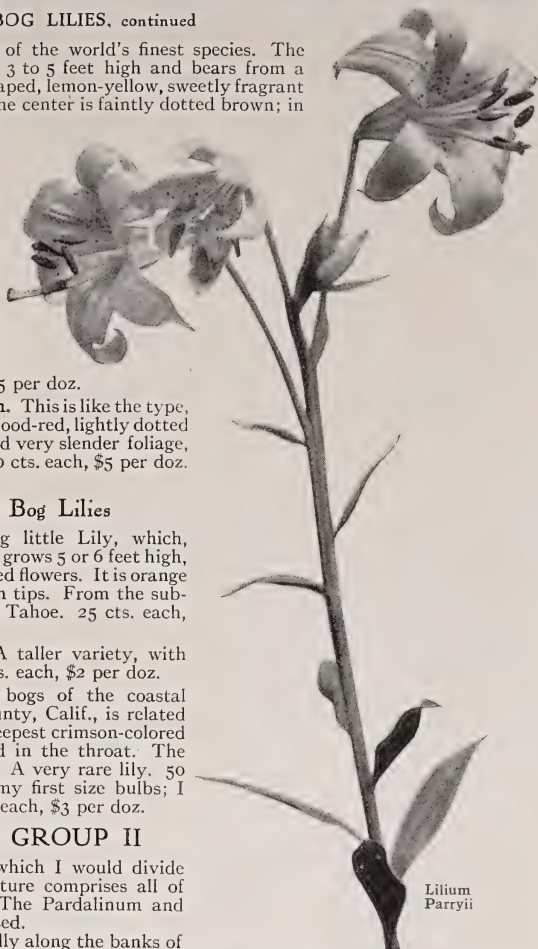 BOG LILIES, continued
of the world's finest species. The
3 to 5 feet high and bears from a
aped, lemon-yellow, sweetly fragrant
ne center is faintly dotted brown; in
5 per doz.
n. This is like the type,
ood-red, lightly dotted
d very slender foliage,
0 cts. each, $5 per doz.
Bog Lilies
g little Lily, which,
grows 5 or 6 feet high,
ed flowers. It is orange
n tips. From the sub-
Tahoe. 25 cts. each,
A taller variety, with
s. each, $2 per doz.
bogs of the coastal
unty, Calif., is related
eepest crimson-colored
d in the throat. The
A very rare lily. 50
ny first size bulbs; I
each, $3 per doz.
GROUP II
which I would divide
ture comprises all of
The Pardalinum and
sed.
lly along the banks of
Lilium
Parryii